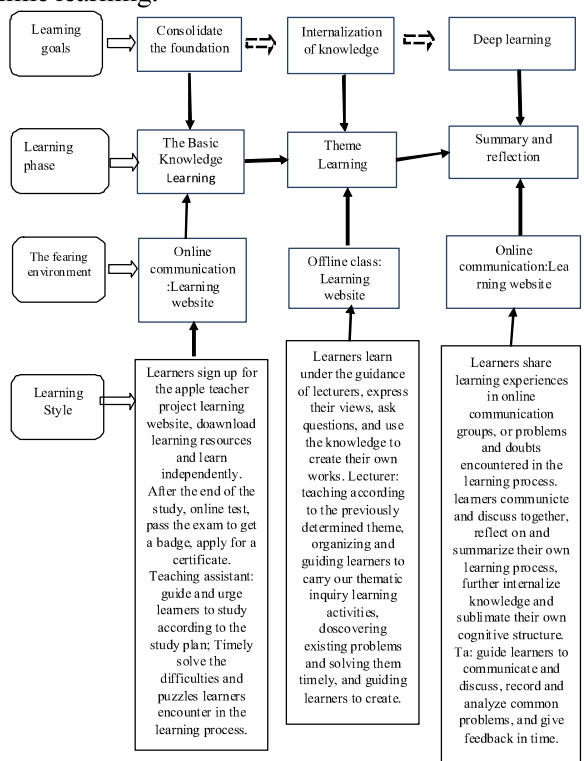 nline learning.
Learning
goals
Consolidate
the foundation
Internalization
of knowledge
Deep learning
Learning
phase
The Basic
Knowledge
Learning
Theme
Learning
Summary and
reflection
The fearing
environment
Online
communication
:Learning
website
Offline class:
Learning
website
Online
communication:Lea
rning website
Learning
Style
Learners sign up for
the apple teacher
project learning
website, doawnload
learning resources
and learn
independently.
After the end of the
study, online test,
pass the exam to get
a badge, apply for a
certificate.
Teaching assistant:
guide and urge
learners to study
according to the
study plan; Timely
solve the
difficulties and
puzzles learners
encounter in the
learning process.
Learners learn
under the guidance
of lecturers, express
their views, ask
questions, and use
the knowledge to
create their own
works. Lecturer:
teaching according
to the previously
determined theme,
organizing and
guiding learners to
carry our thematic
inquiry learning
activities,
doscovering
existing problems
and solving them
timely, and guiding
learners to create.
Learners share
learning experiences
in online
communication
groups, or problems
and doubts
encountered in the
learning process.
learners communicte
and discuss together,
reflect on and
summarize their own
learning process,
further internalize
knowledge and
sublimate their own
cognitive structure.
Ta: guide learners to
communicate and
discuss, record and
analyze common
problems, and give
feedback in time.